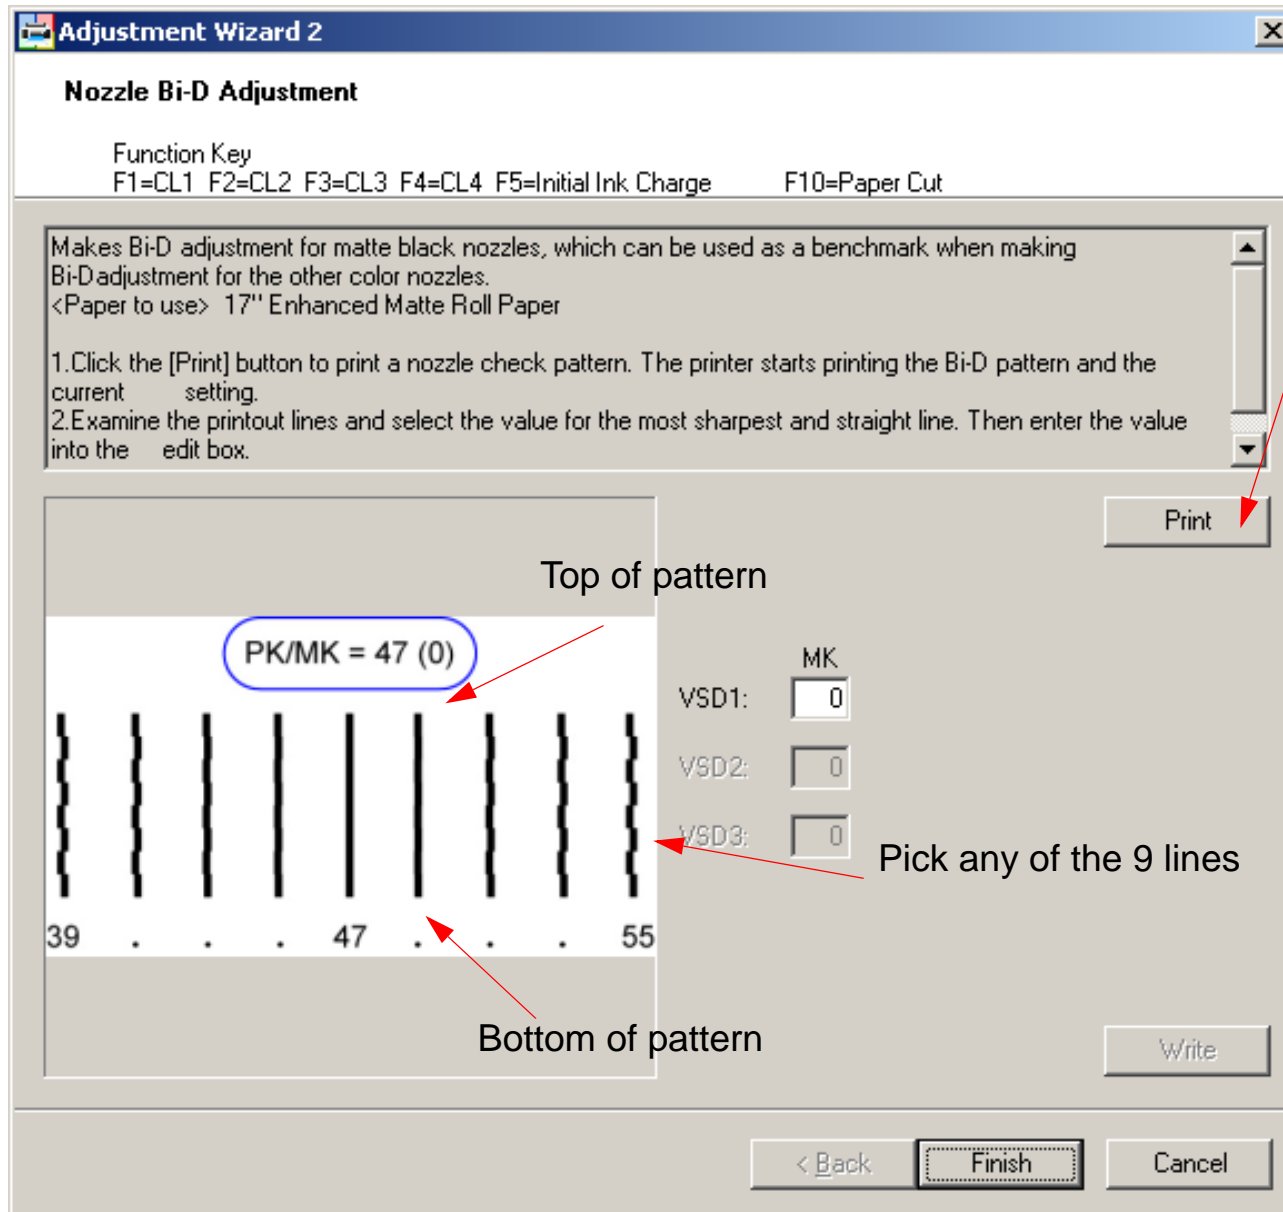 Adjustment Wizard 2
Nozzle Bi-D Adjustment
Function Key
F1=CL1 F2=CL2 F3=CL3 F4=CL4 F5=Initial Ink Charge F10=Paper Cut
Makes Bi-D adjustment for matte black nozzles, which can be used as a benchmark when making
Bi-Dadjustment for the other color nozzles.
<Paper to use> 17" Enhanced Matte Roll Paper
1.Click the [Print] button to print a nozzle check pattern. The printer starts printing the Bi-D pattern and the
current setting.
2.Examine the printout lines and select the value for the most sharpest and straight line. Then enter the value
into the edit box.
Print
Top of pattern
PK/MK = 47 (0)
MK
VSD1: 0
VSD2: 0
VSD3: 0
Pick any of the 9 lines
39 . . . 47 . . . 55
Bottom of pattern
Write
< Back Finish Cancel